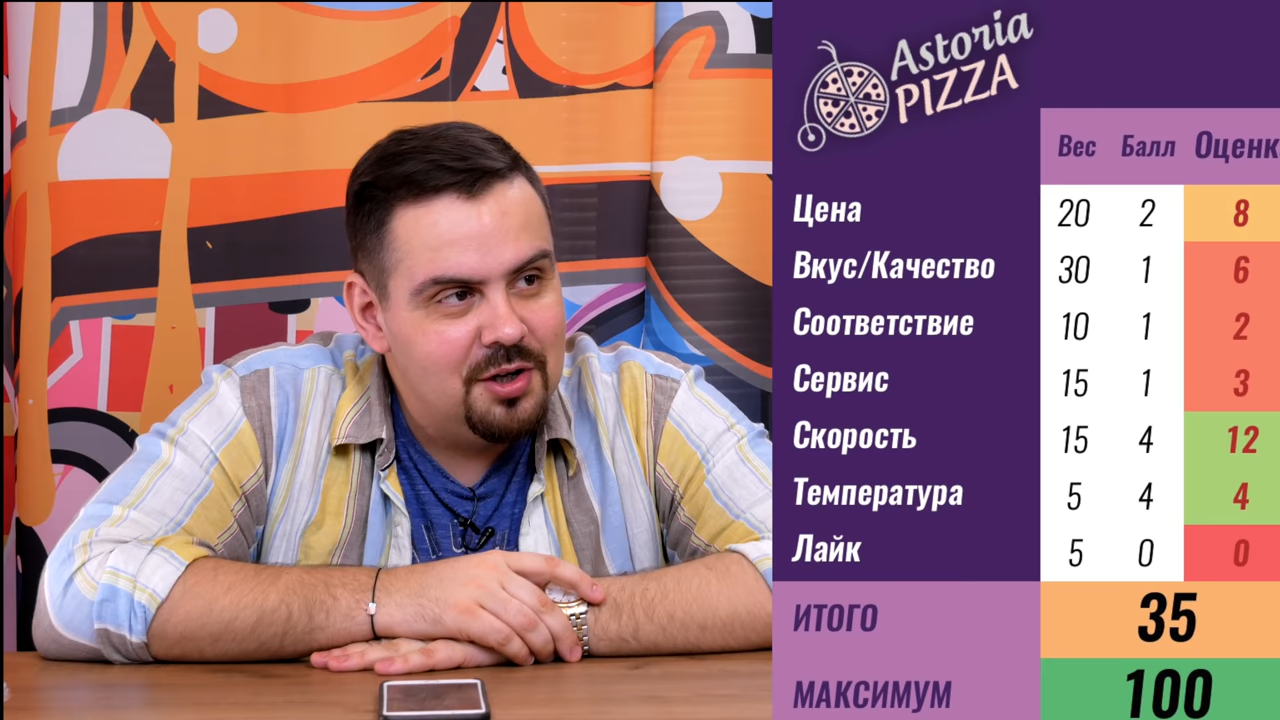 Astoria
PIZZA
Вес Балл Оценк
Цена 20 2 8
Вкус/Качество 30 1 6
Соответствие 10 1 2
Сервис 15 1 3
Скорость 15 4 12
Температура 5 4 4
Лайк 5 0 0
ИТОГО 35
МАКСИМУМ 100